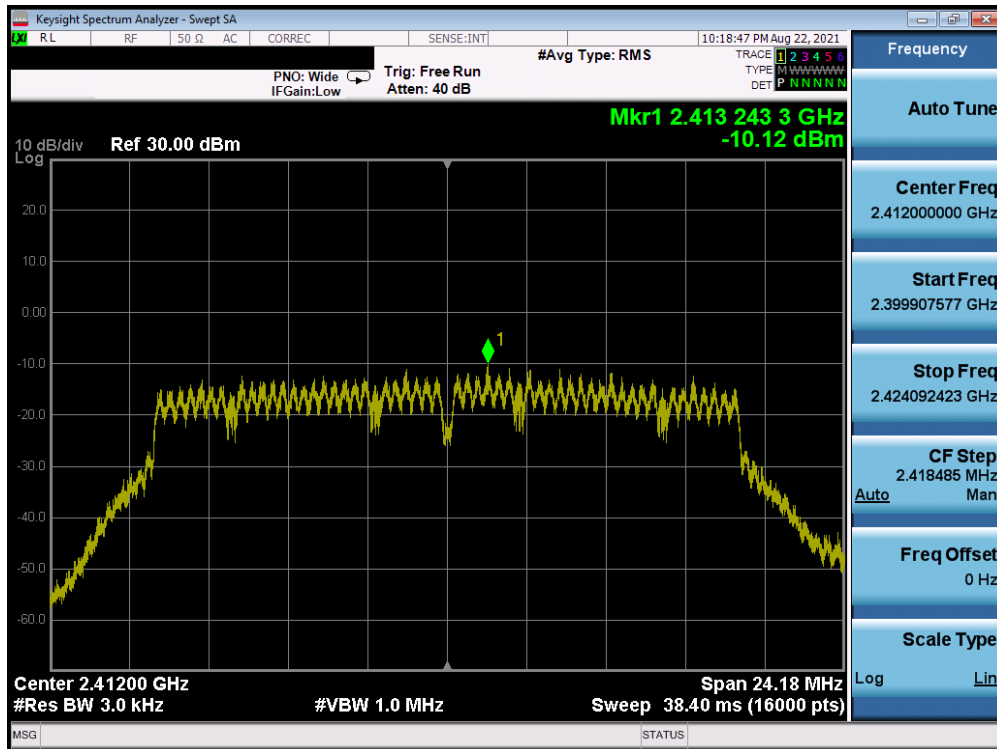 Keysight Spectrum Analyzer - Swept SA
LXI RL RF 50 Ω AC CORREC SENSE:INT 10:18:47 PM Aug 22, 2021
#Avg Type: RMS
TRACE 1 2 3 4 5 6
PNO: Wide Trig: Free Run
TYPE M WWWWW
IFGain:Low Atten: 40 dB
DET P N N N N N
Mkr1 2.413 243 3 GHz
-10.12 dBm
10 dB/div Ref 30.00 dBm
Log
1
20.0
10.0
0.00
-10.0
-20.0
-30.0
-40.0
-50.0
-60.0
Center 2.41200 GHz Span 24.18 MHz
#Res BW 3.0 kHz #VBW 1.0 MHz Sweep 38.40 ms (16000 pts)
MSG STATUS
Frequency
Auto Tune
Center Freq
2.412000000 GHz
Start Freq
2.399907577 GHz
Stop Freq
2.424092423 GHz
CF Step
2.418485 MHz
Auto Man
Freq Offset
0 Hz
Scale Type
Log Lin